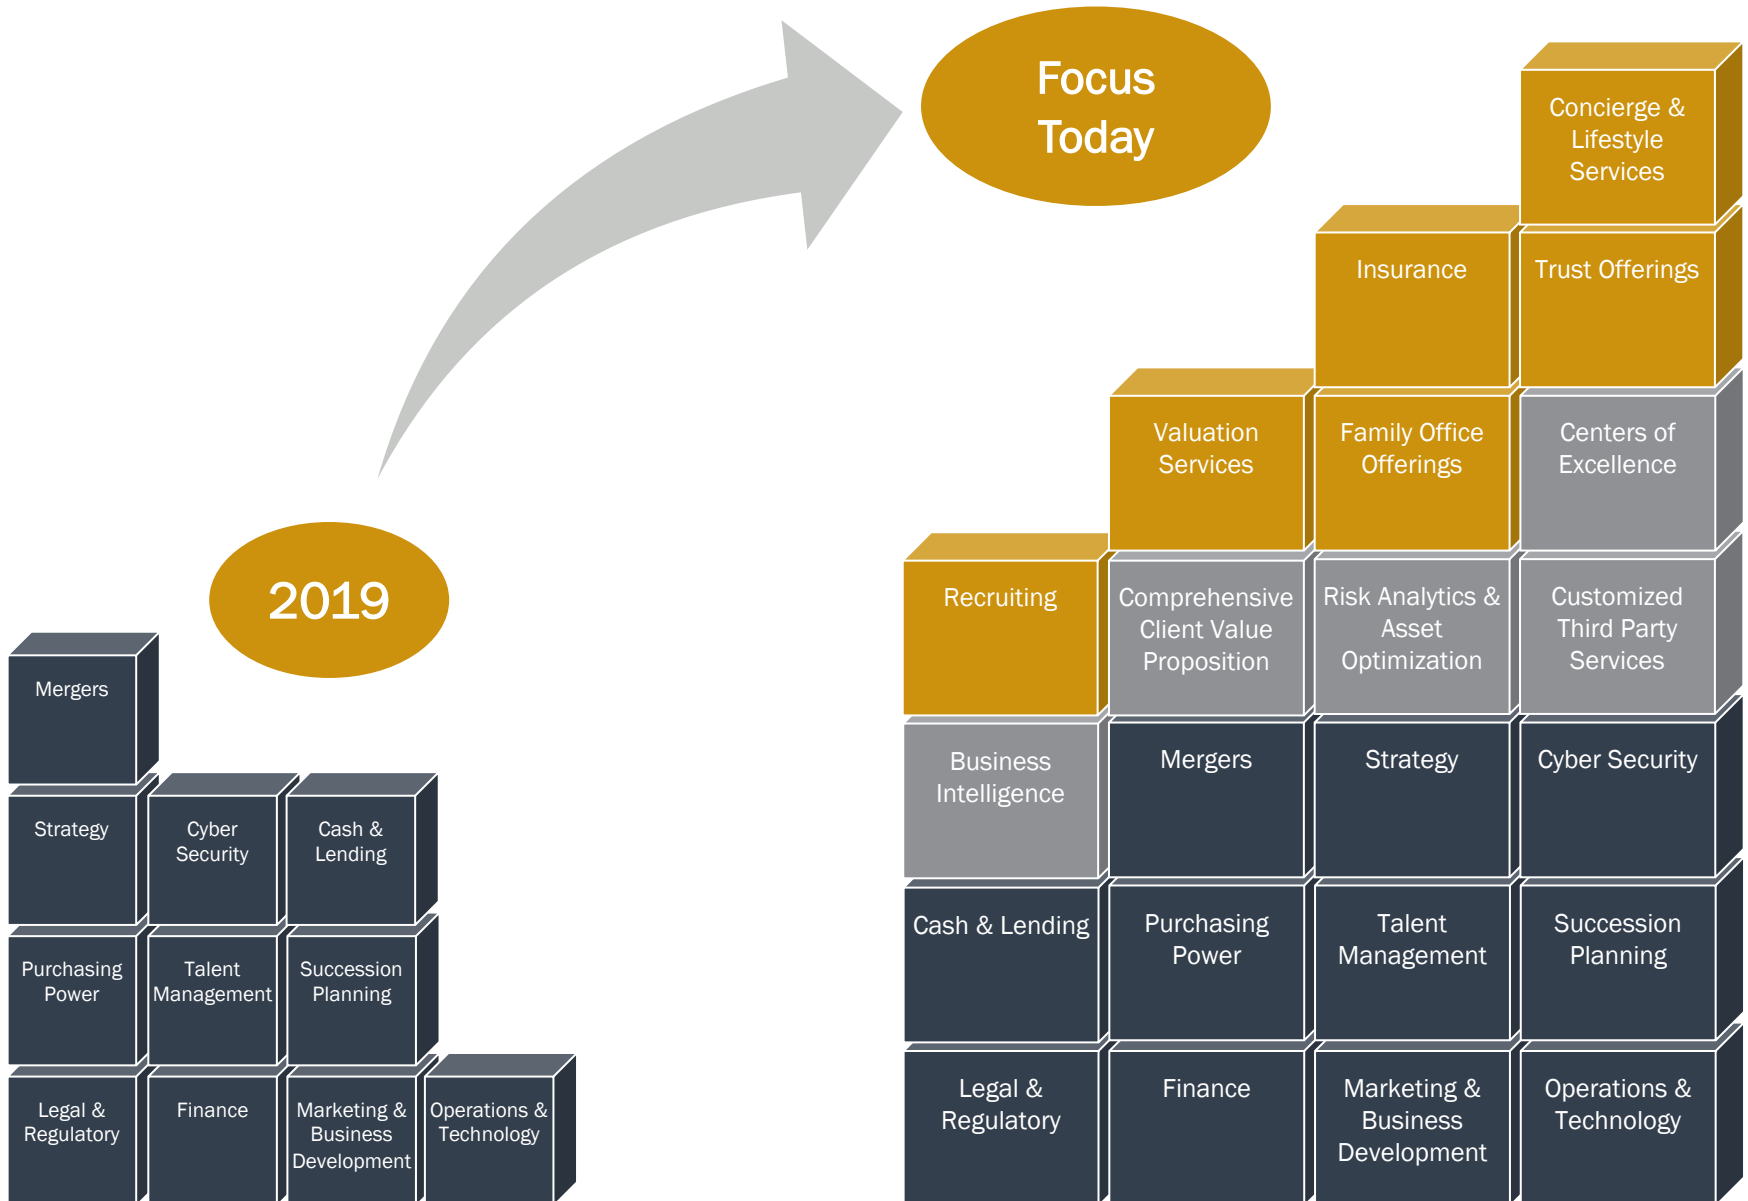 Focus
Today
Concierge &
Lifestyle
Services
Insurance
Trust Offerings
Valuation
Services
Family Office
Offerings
Centers of
Excellence
2019
Recruiting
Comprehensive
Client Value
Proposition
Risk Analytics &
Asset
Optimization
Customized
Third Party
Services
Mergers
Business
Intelligence
Mergers
Strategy
Cyber Security
Strategy
Cyber
Security
Cash &
Lending
Cash & Lending
Purchasing
Power
Talent
Management
Succession
Planning
Purchasing
Power
Talent
Management
Succession
Planning
Legal &
Regulatory
Finance
Marketing &
Business
Development
Operations &
Technology
Legal &
Regulatory
Finance
Marketing &
Business
Development
Operations &
Technology